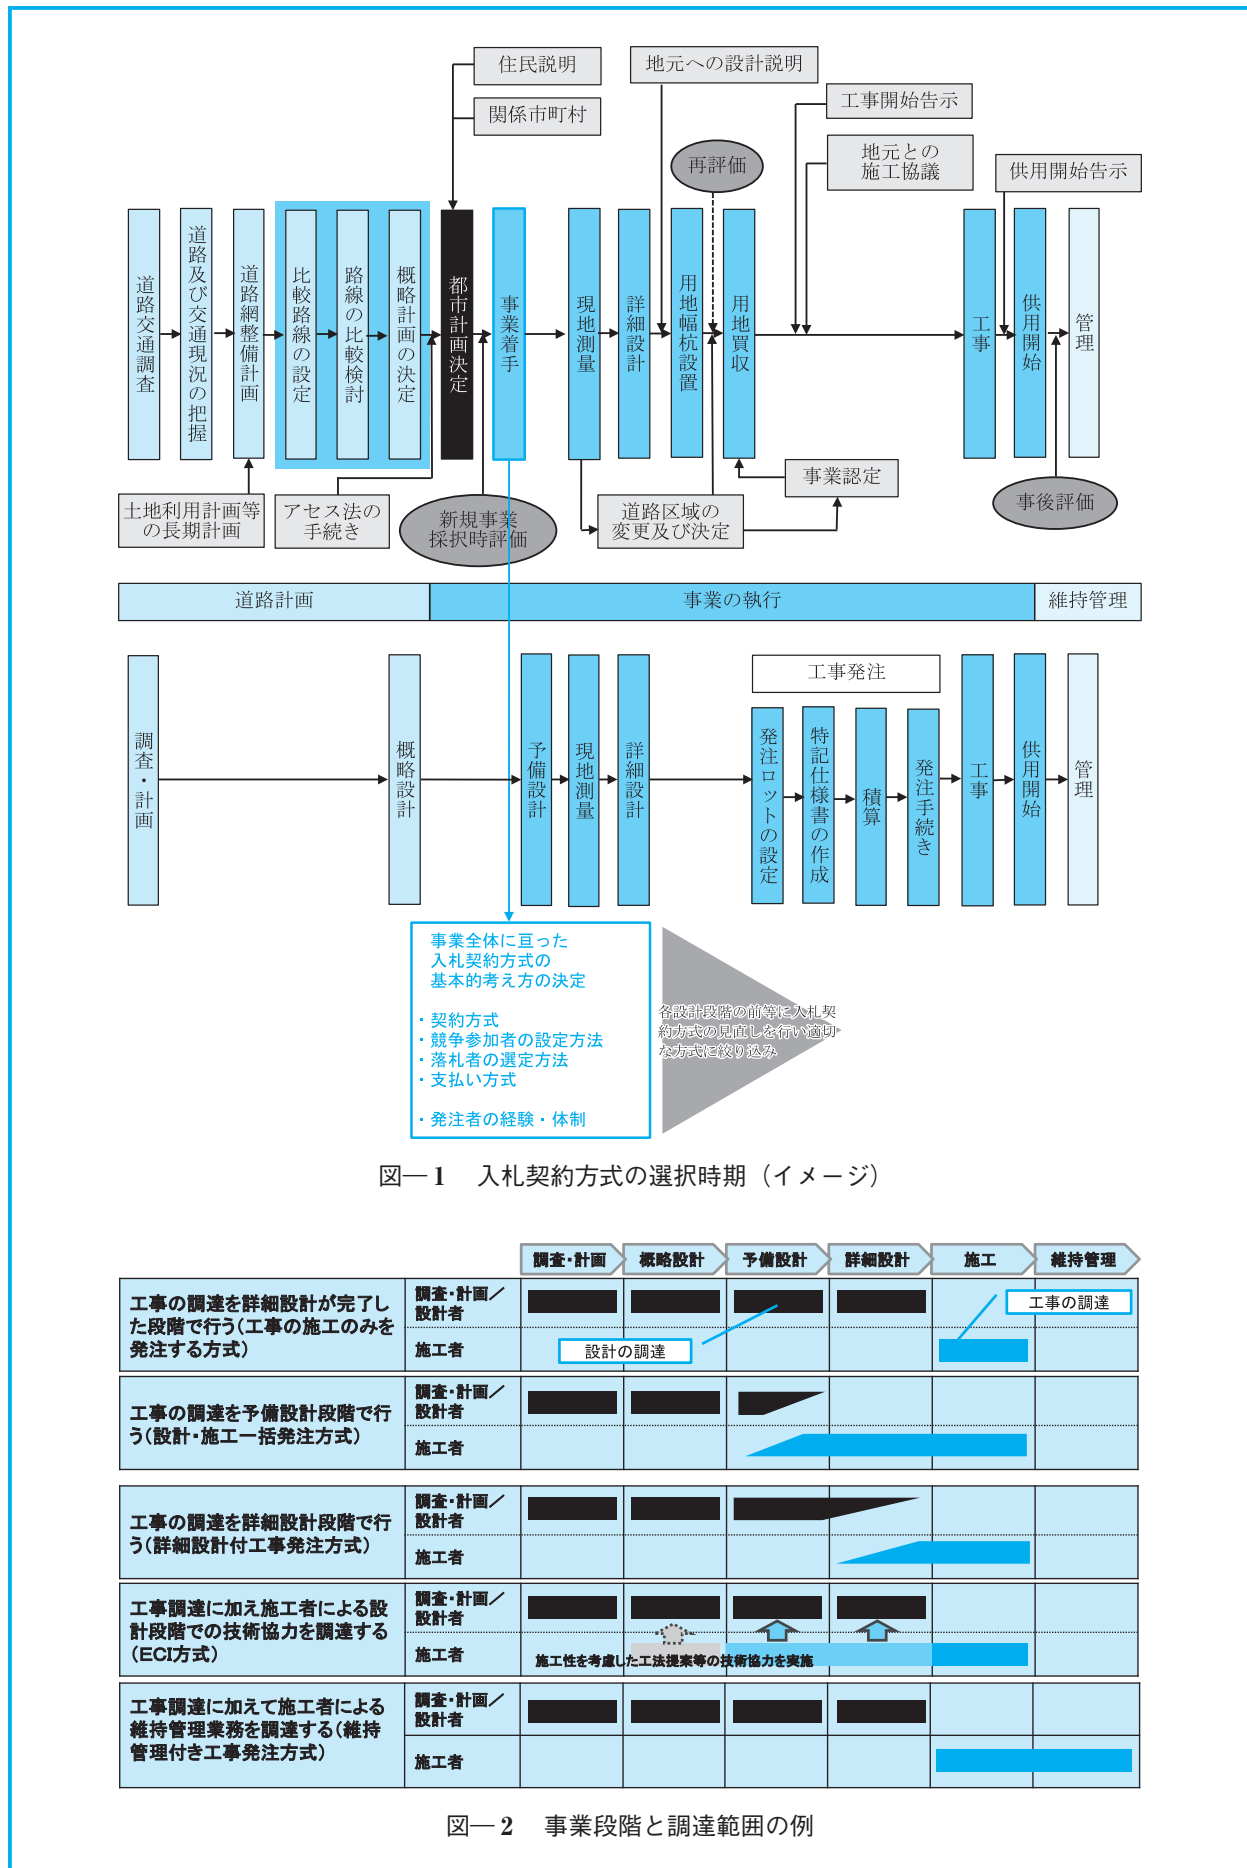 住民説明
関係市町村
地元への設計説明
再評価
工事開始告示
地元との
施工協議
供用開始告示
道路交通調査
道路及び交通現況の把握
道路網整備計画
比較路線の設定
路線の比較検討
概略計画の決定
都市計画決定
事業着手
現地測量
詳細設計
用地幅杭設置
用地買収
工事
供用開始
管理
土地利用計画等
の長期計画
アセス法の
手続き
新規事業
採択時評価
道路区域の
変更及び決定
事業認定
事後評価
道路計画
事業の執行
維持管理
調査・計画
概略設計
予備設計
現地測量
詳細設計
工事発注
発注ロットの設定
特記仕様書の作成
積算
発注手続き
工事
供用開始
管理
事業全体に亘った
入札契約方式の
基本的考え方の決定
・契約方式
・競争参加者の設定方法
・落札者の選定方法
・支払い方式
・発注者の経験・体制
各設計段階の前等に入札契
約方式の見直しを行い適切
な方式に絞り込み
図―1 入札契約方式の選択時期（イメージ）
調査・計画
概略設計
予備設計
詳細設計
施工
維持管理
工事の調達を詳細設計が完了し
た段階で行う（工事の施工のみを
発注する方式）
調査・計画／
設計者
施工者
設計の調達
工事の調達
工事の調達を予備設計段階で行
う（設計・施工一括発注方式）
調査・計画／
設計者
施工者
工事の調達を詳細設計段階で行
う（詳細設計付工事発注方式）
調査・計画／
設計者
施工者
工事調達に加え施工者による設
計段階での技術協力を調達する
（ECI方式）
調査・計画／
設計者
施工者
施工性を考慮した工法提案等の技術協力を実施
工事調達に加えて施工者による
維持管理業務を調達する（維持
管理付き工事発注方式）
調査・計画／
設計者
施工者
図―2 事業段階と調達範囲の例